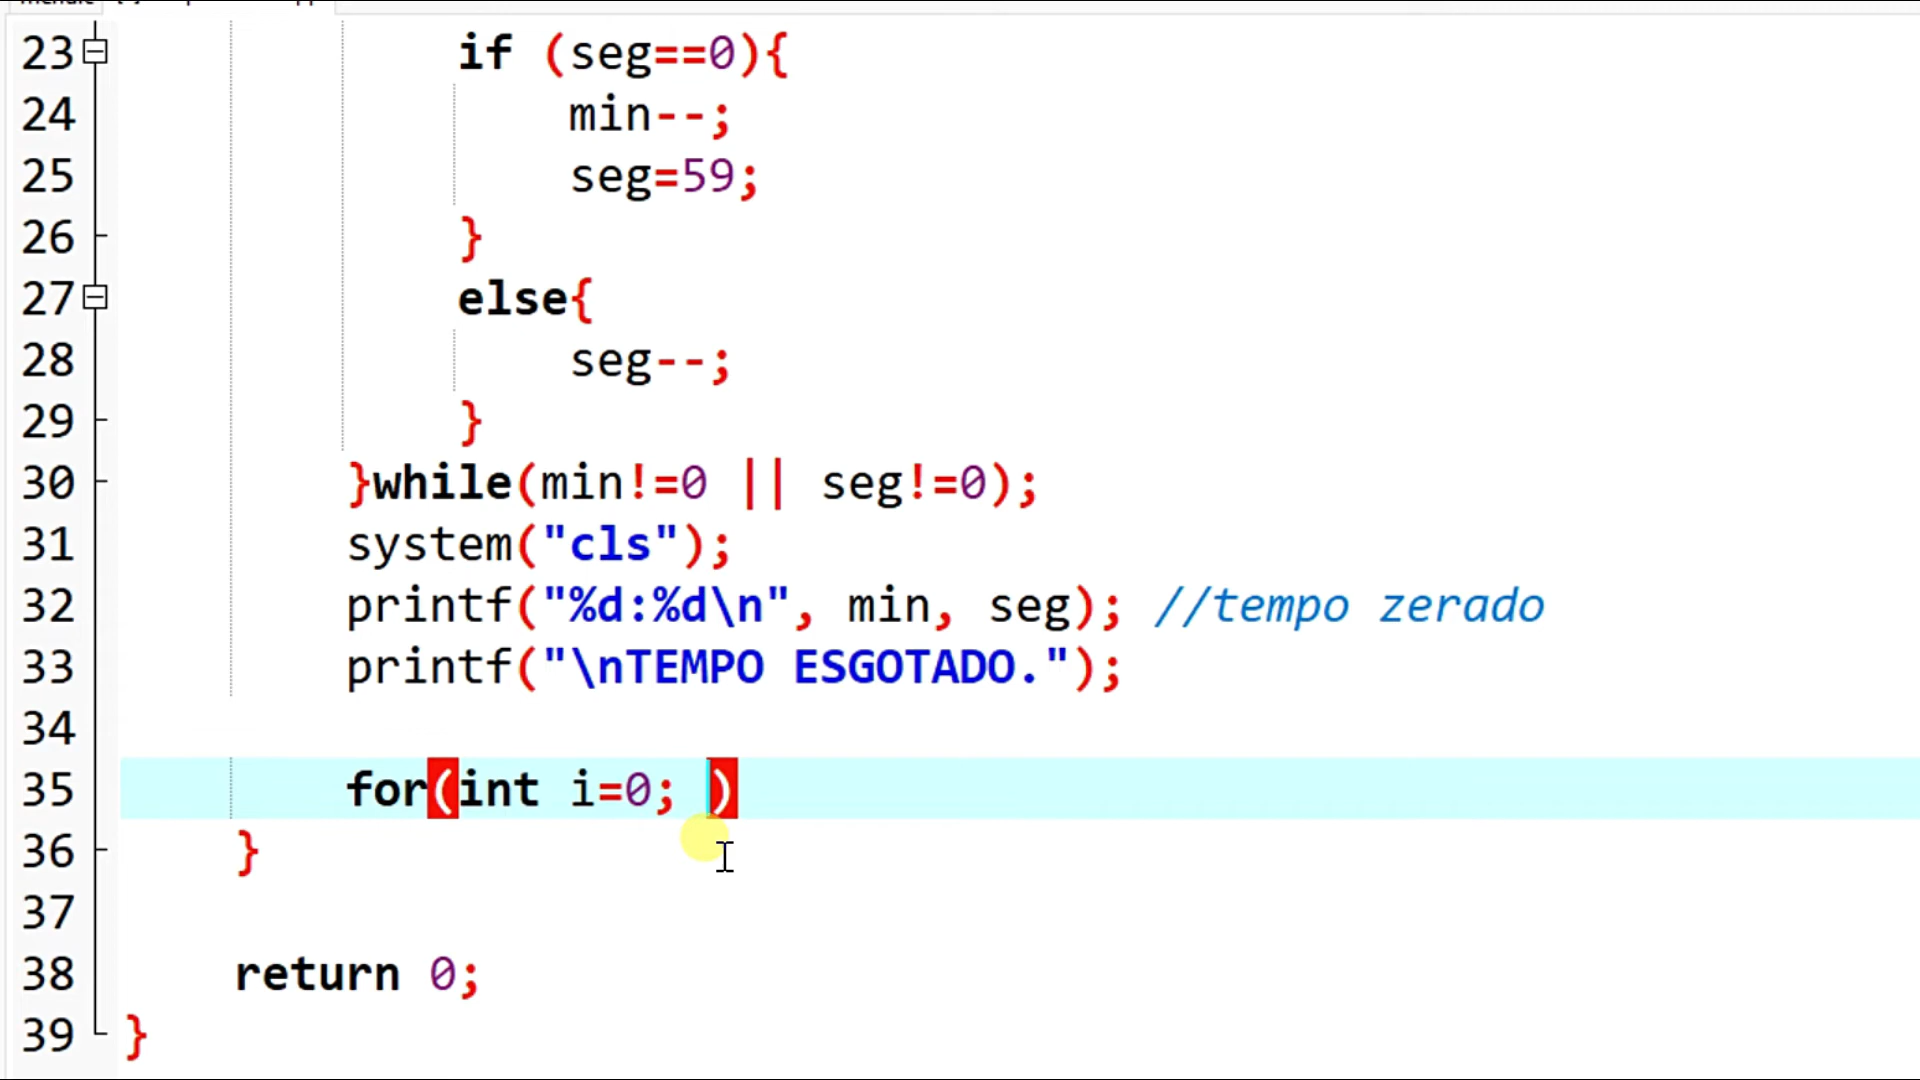 23 if (seg==0){
24 min--;
25 seg=59;
26 }
27 else{
28 seg--;
29 }
30 }while(min!=0 || seg!=0);
31 system("cls");
32 printf("%d:%d\n", min, seg); //tempo zerado
33 printf("\nTEMPO ESGOTADO.");
34
35 for(int i=0; )
36 }
37
38 return 0;
39 }